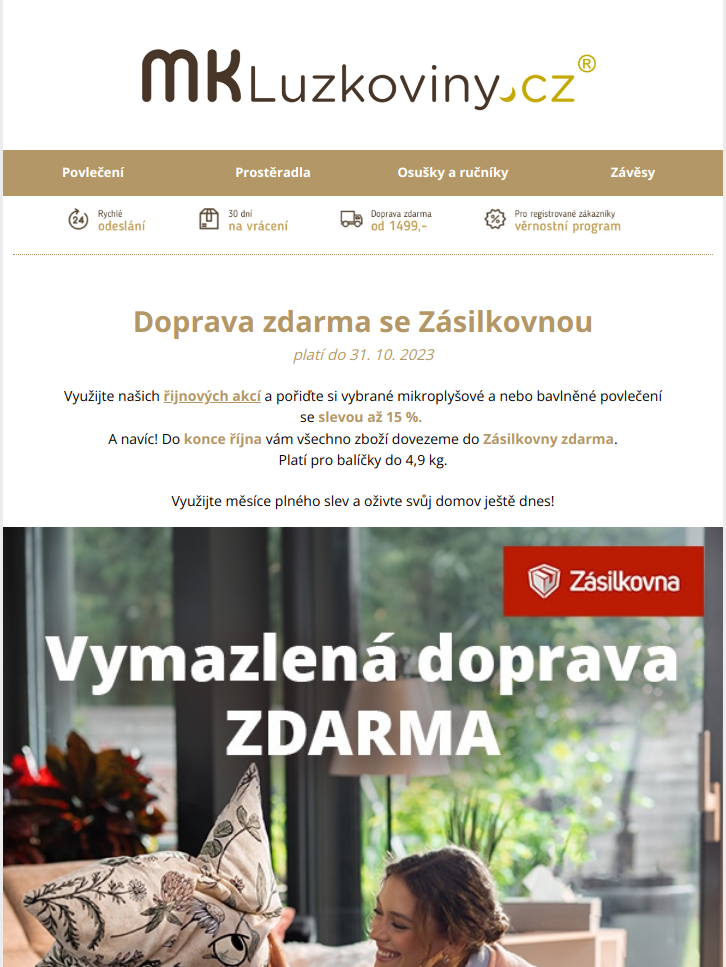 MKLuzkoviny.cz®
Povlečení Prostěradla Osušky a ručníky Závěsy
24 Rychlé odeslání
30 dní na vrácení
Doprava zdarma od 1499,-
Pro registrované zákazníky věrnostní program
Doprava zdarma se Zásilkovnou
platí do 31. 10. 2023
Využijte našich řijnových akcí a pořiďte si vybrané mikroplyšové a nebo bavlněné povlečení
se slevou až 15 %.
A navíc! Do konce října vám všechno zboží dovezeme do Zásilkovny zdarma.
Platí pro balíčky do 4,9 kg.
Využijte měsíce plného slev a oživte svůj domov ještě dnes!
Zásilkovna
Vymazlená doprava
ZDARMA